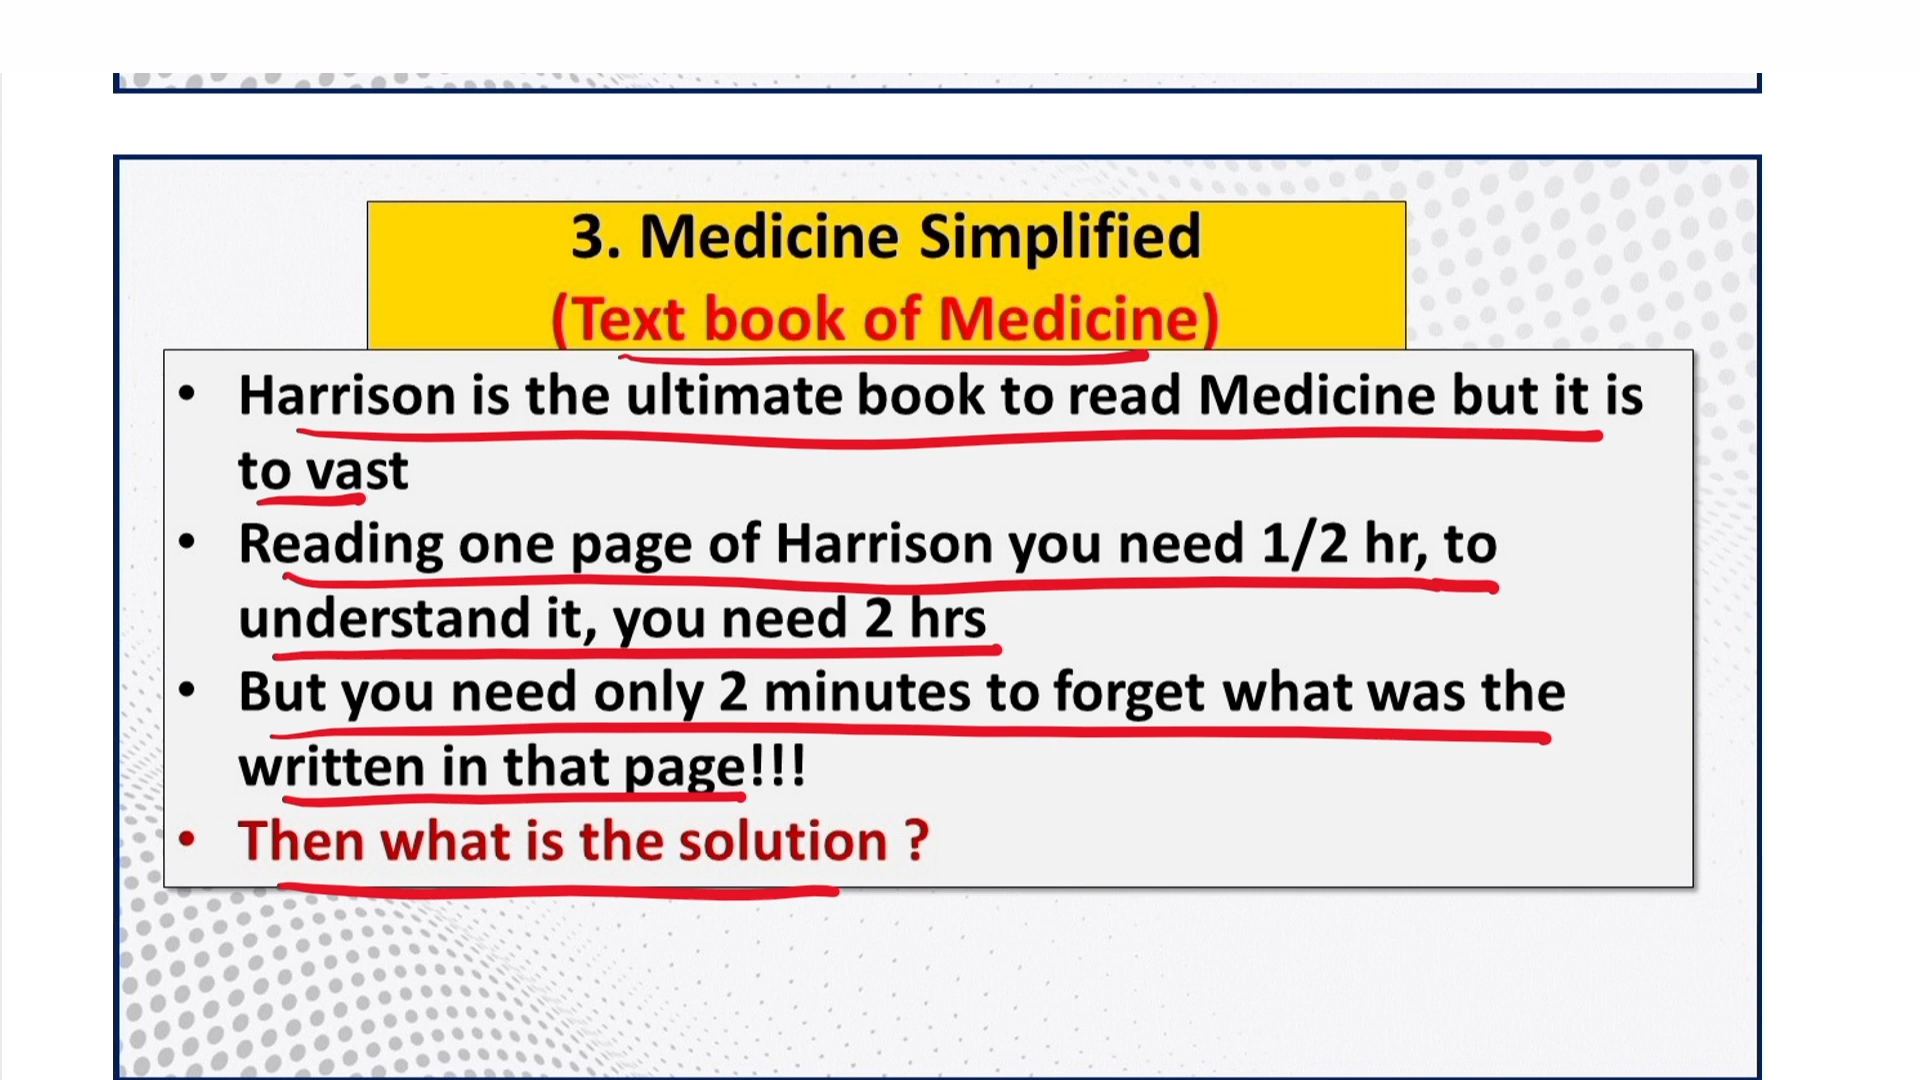 3. Medicine Simplified
(Text book of Medicine)
• Harrison is the ultimate book to read Medicine but it is
to vast
• Reading one page of Harrison you need 1/2 hr, to
understand it, you need 2 hrs
• But you need only 2 minutes to forget what was the
written in that page!!!
• Then what is the solution ?